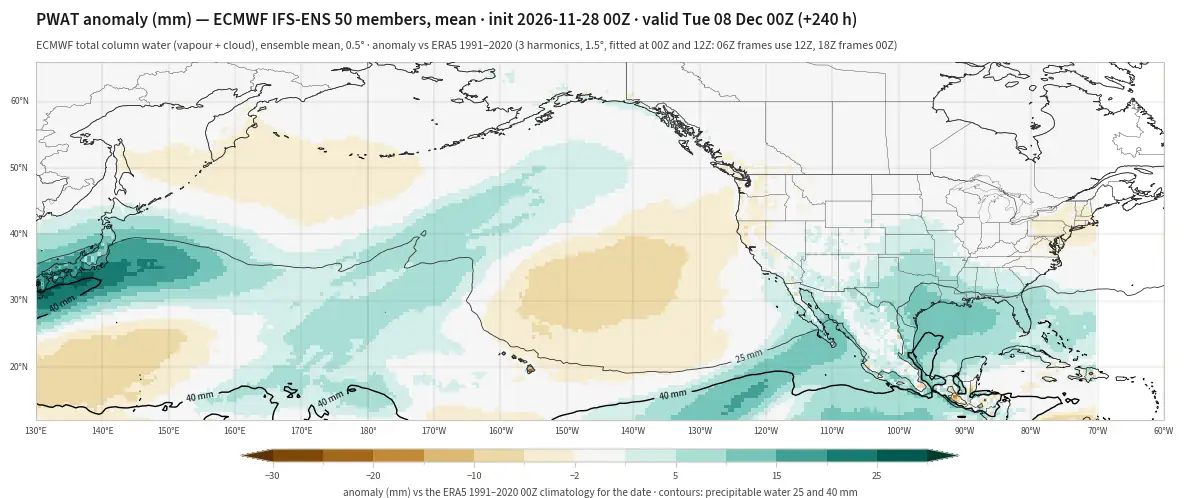 PWAT anomaly (mm) — ECMWF IFS-ENS 50 members, mean · init 2026-11-28 00Z · valid Tue 08 Dec 00Z (+240 h)
ECMWF total column water (vapour + cloud), ensemble mean, 0.5° · anomaly vs ERA5 1991–2020 (3 harmonics, 1.5°, fitted at 00Z and 12Z: 06Z frames use 12Z, 18Z frames 00Z)
60°N
50°N
40°N
30°N
20°N
40 mm
25 mm
40 mm
40 mm
40 mm
130°E 140°E 150°E 160°E 170°E 180° 170°W 160°W 150°W 140°W 130°W 120°W 110°W 100°W 90°W 80°W 70°W 60°W
−30 −20 −10 −2 5 15 25
anomaly (mm) vs the ERA5 1991–2020 00Z climatology for the date · contours: precipitable water 25 and 40 mm